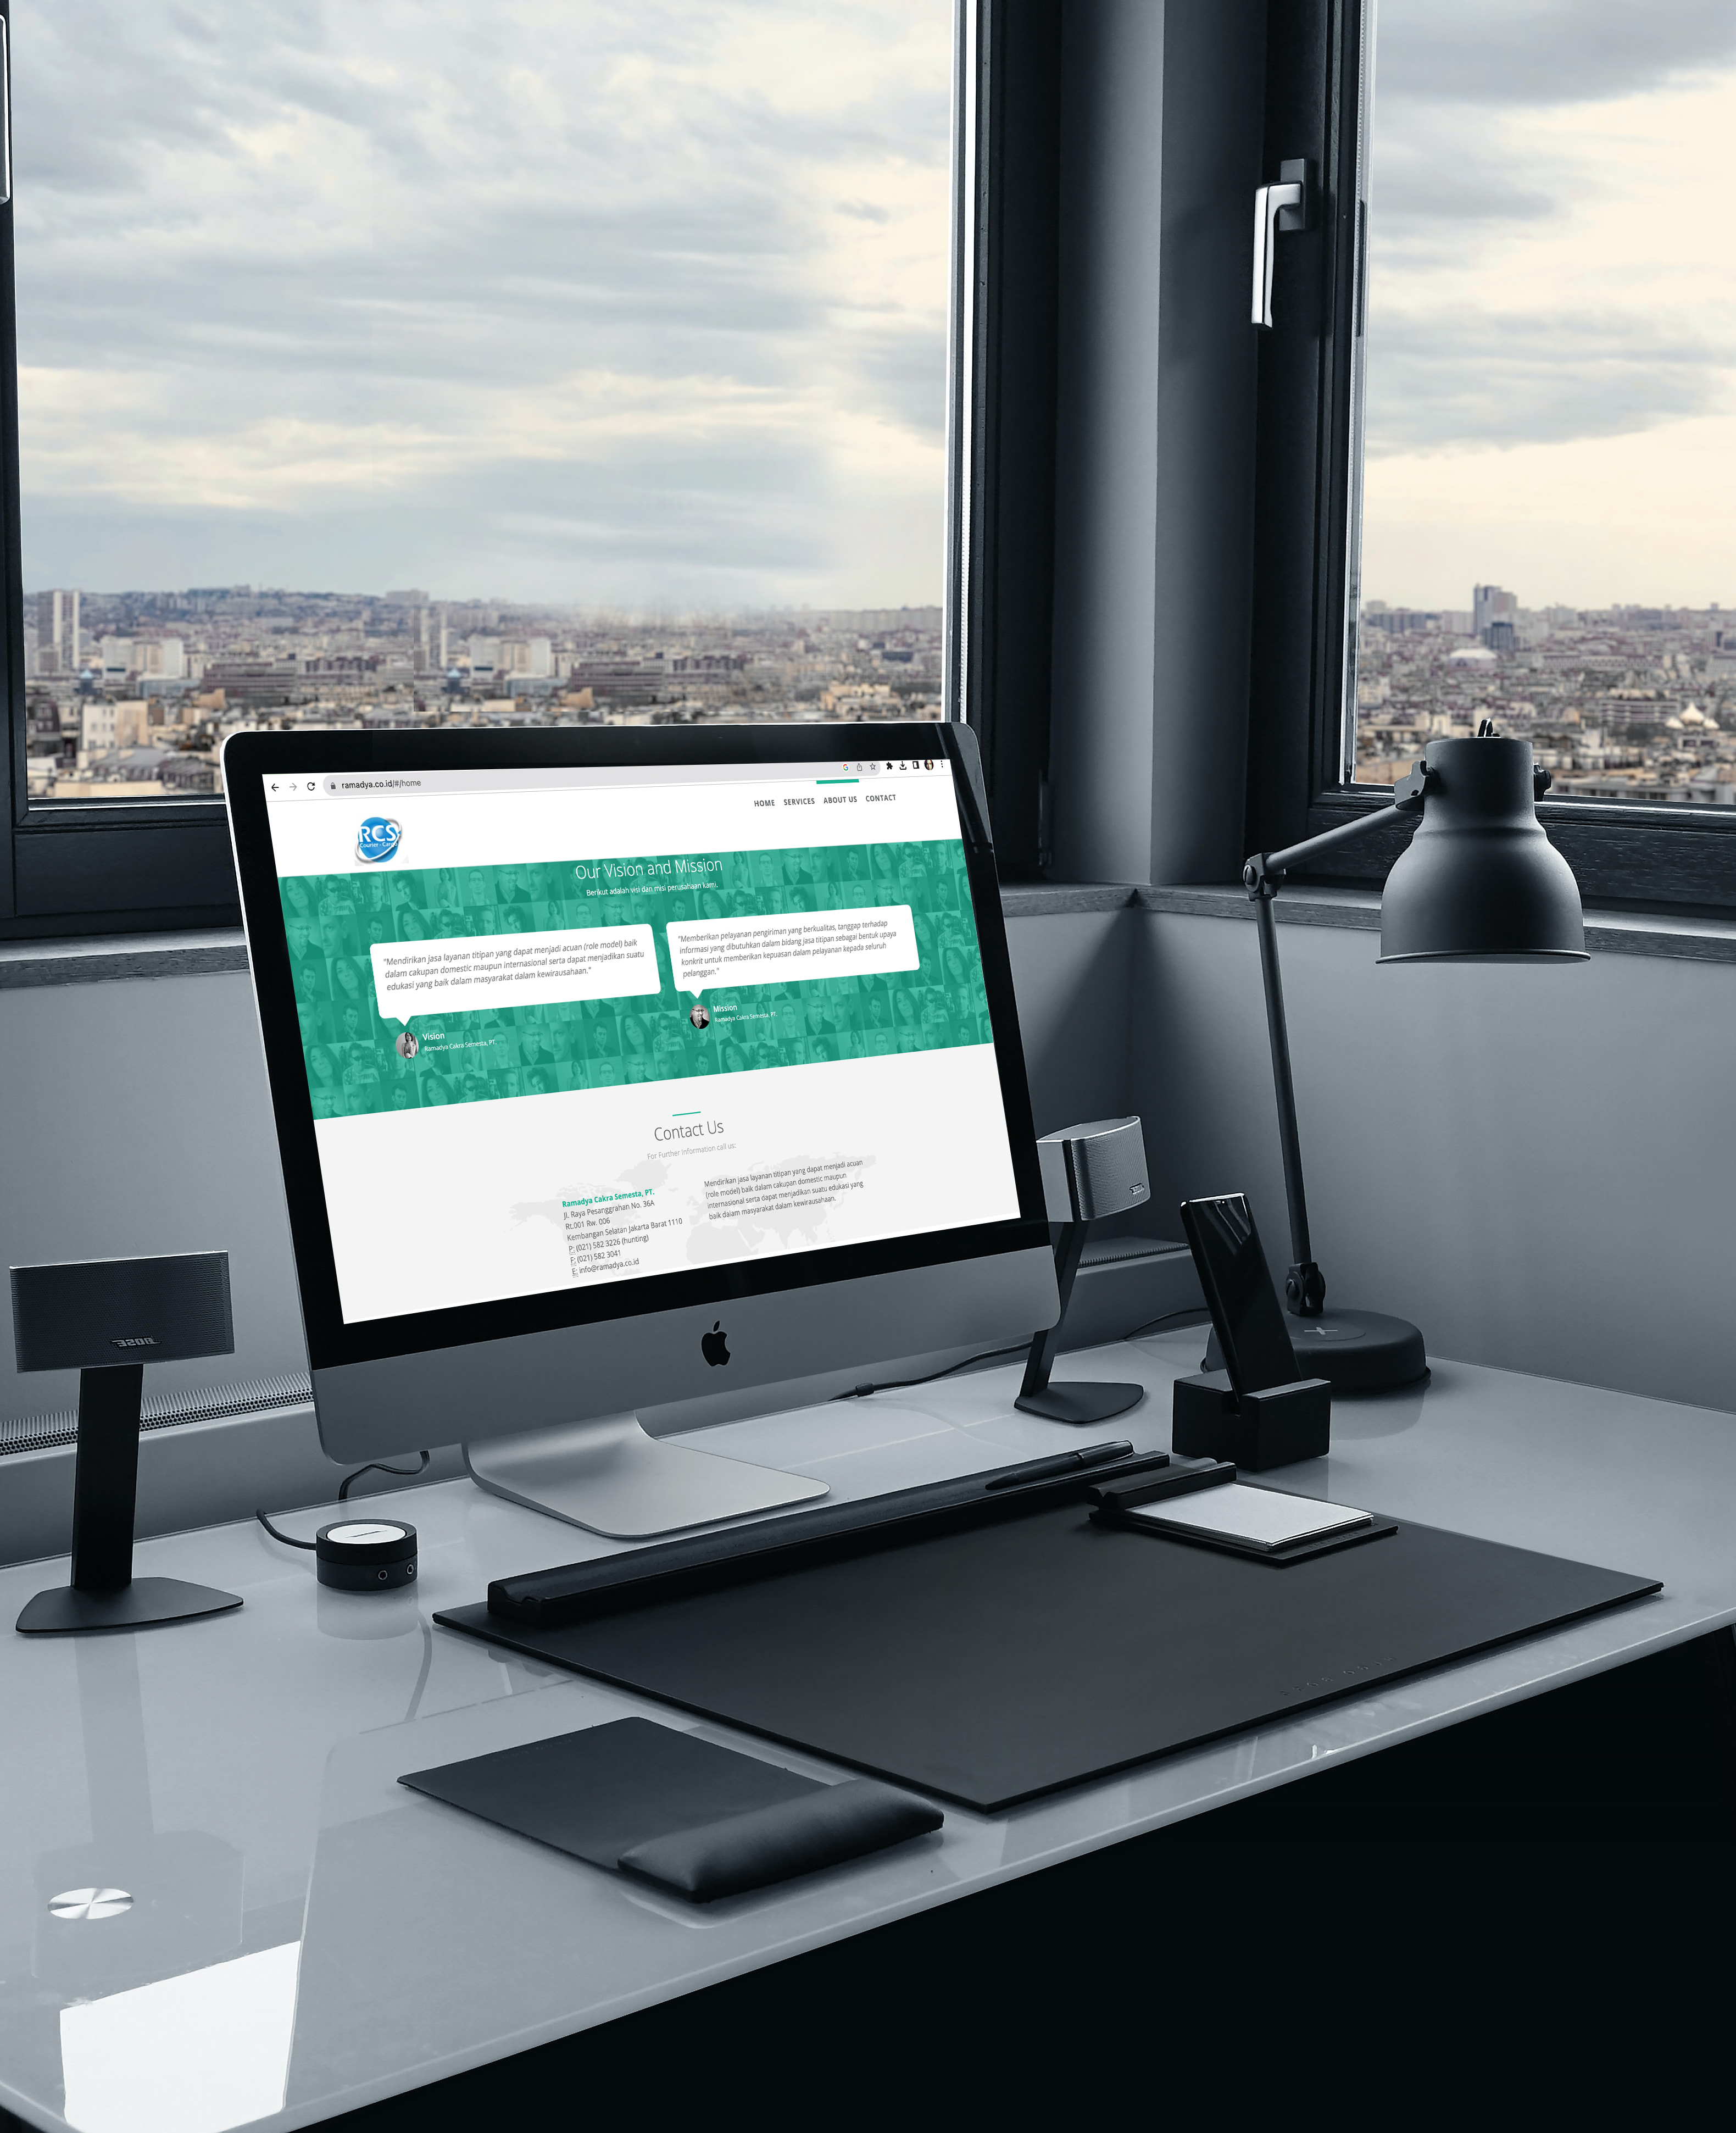 ramadya.co.id/#/home
HOME SERVICES ABOUT US CONTACT
RCS
Courier - Cargo
Our Vision and Mission
Berikut adalah visi dan misi perusahaan kami.
"Mendirikan jasa layanan titipan yang dapat menjadi acuan (role model) baik
dalam cakupan domestic maupun internasional serta dapat menjadikan suatu
edukasi yang baik dalam masyarakat dalam kewirausahaan."
Vision
Ramadya Cakra Semesta, PT.
"Memberikan pelayanan pengiriman yang berkualitas, tanggap terhadap
informasi yang dibutuhkan dalam bidang jasa titipan sebagai bentuk upaya
konkrit untuk memberikan kepuasan dalam pelayanan kepada seluruh
pelanggan."
Mission
Ramadya Cakra Semesta, PT.
Contact Us
For Further Information call us:
Ramadya Cakra Semesta, PT.
Jl. Raya Pesanggrahan No. 36A
Rt.001 Rw. 006
Kembangan Selatan Jakarta Barat 1110
P: (021) 582 3226 (hunting)
F: (021) 582 3041
E: info@ramadya.co.id
Mendirikan jasa layanan titipan yang dapat menjadi acuan
(role model) baik dalam cakupan domestic maupun
internasional serta dapat menjadikan suatu edukasi yang
baik dalam masyarakat dalam kewirausahaan.
BOSE